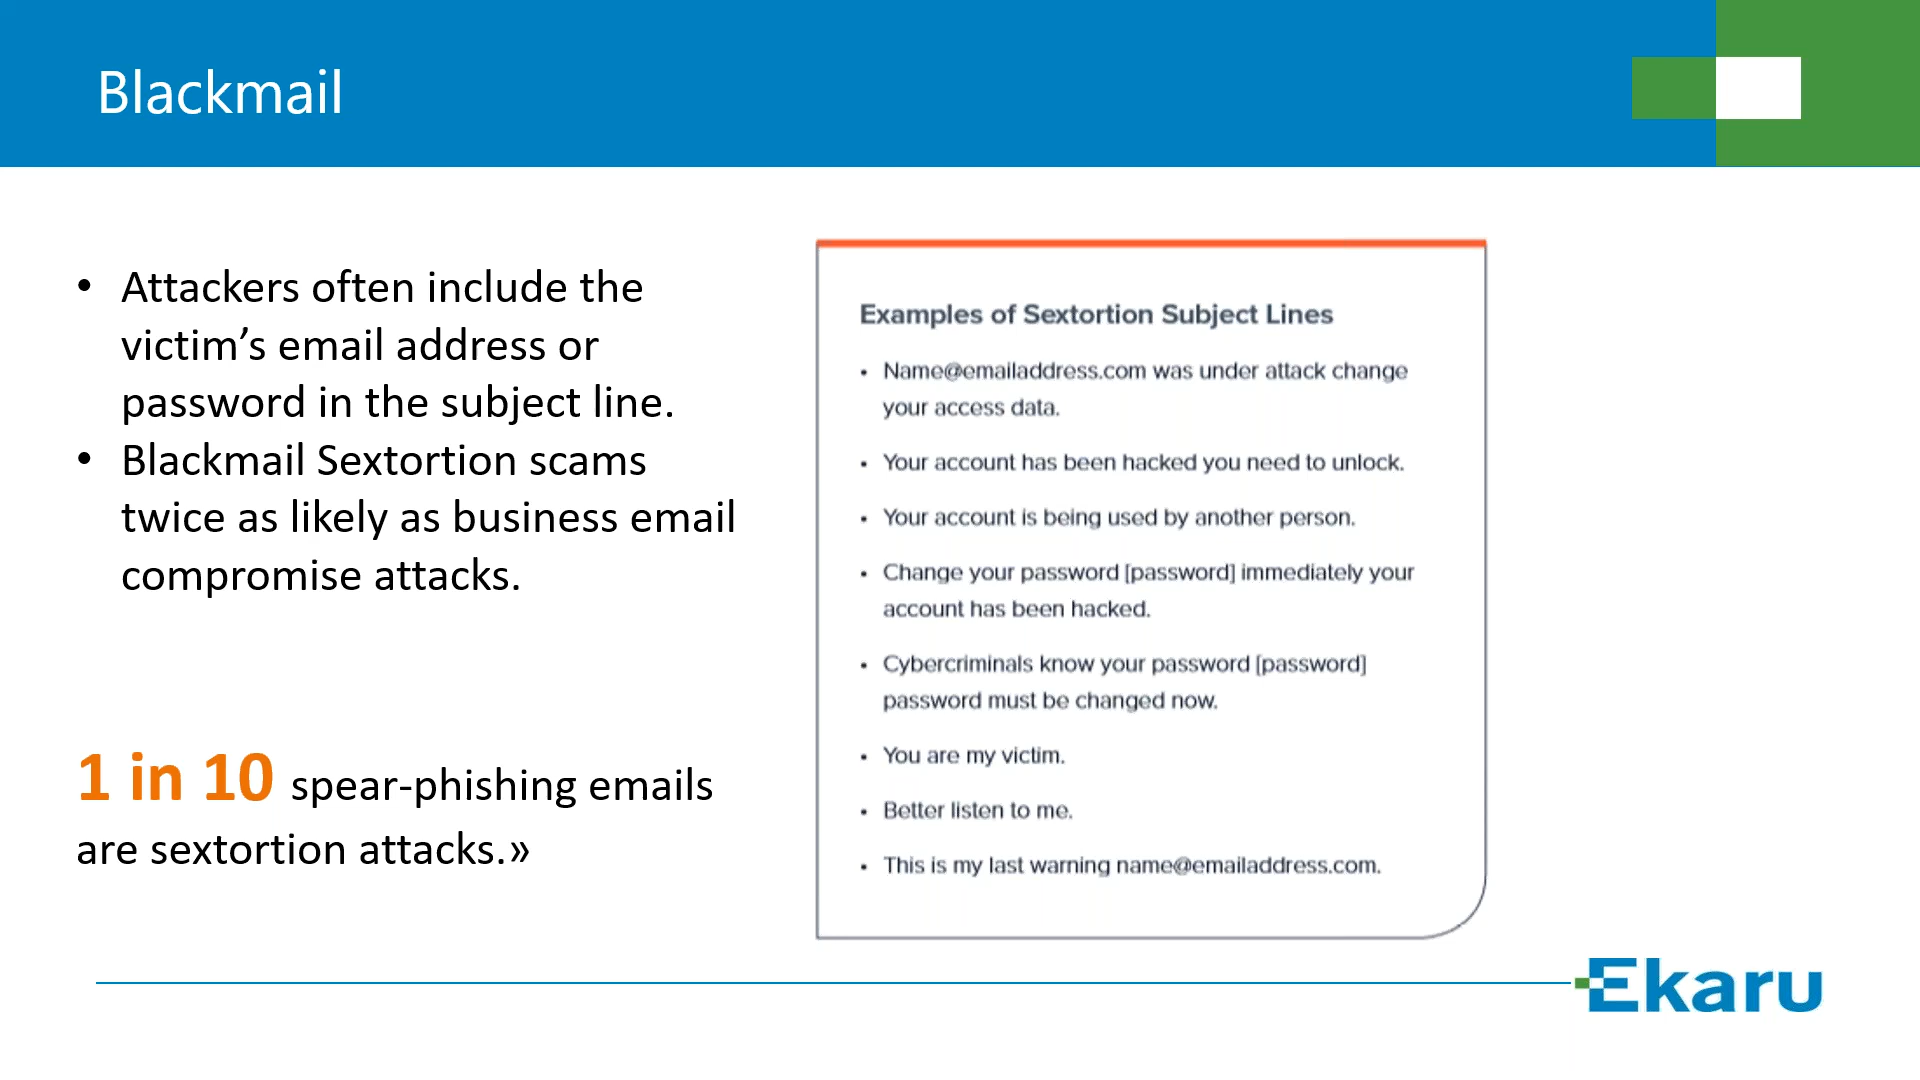 Blackmail
• Attackers often include the
victim’s email address or
password in the subject line.
• Blackmail Sextortion scams
twice as likely as business email
compromise attacks.
1 in 10 spear-phishing emails
are sextortion attacks.»
Examples of Sextortion Subject Lines
• Name@emailaddress.com was under attack change
your access data.
• Your account has been hacked you need to unlock.
• Your account is being used by another person.
• Change your password [password] immediately your
account has been hacked.
• Cybercriminals know your password [password]
password must be changed now.
• You are my victim.
• Better listen to me.
• This is my last warning name@emailaddress.com.
Ekaru